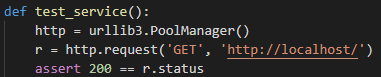 def test_service():
    http = urllib3.PoolManager()
    r = http.request('GET', 'http://localhost/')
    assert 200 == r.status